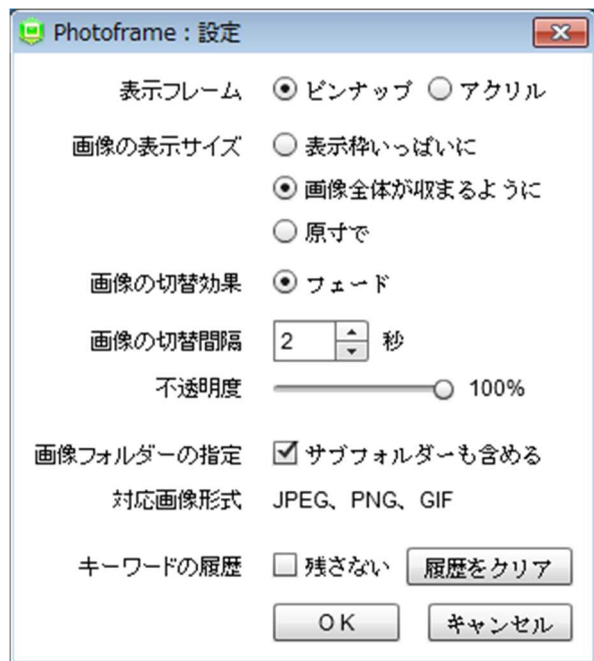 Photoframe：設定
表示フレーム ピンナップ アクリル
画像の表示サイズ 表示枠いっぱいに
画像全体が収まるように
原寸で
画像の切替効果 フェード
画像の切替間隔 2 秒
不透明度 100%
画像フォルダーの指定 サブフォルダーも含める
対応画像形式 JPEG、PNG、GIF
キーワードの履歴 残さない 履歴をクリア
OK キャンセル